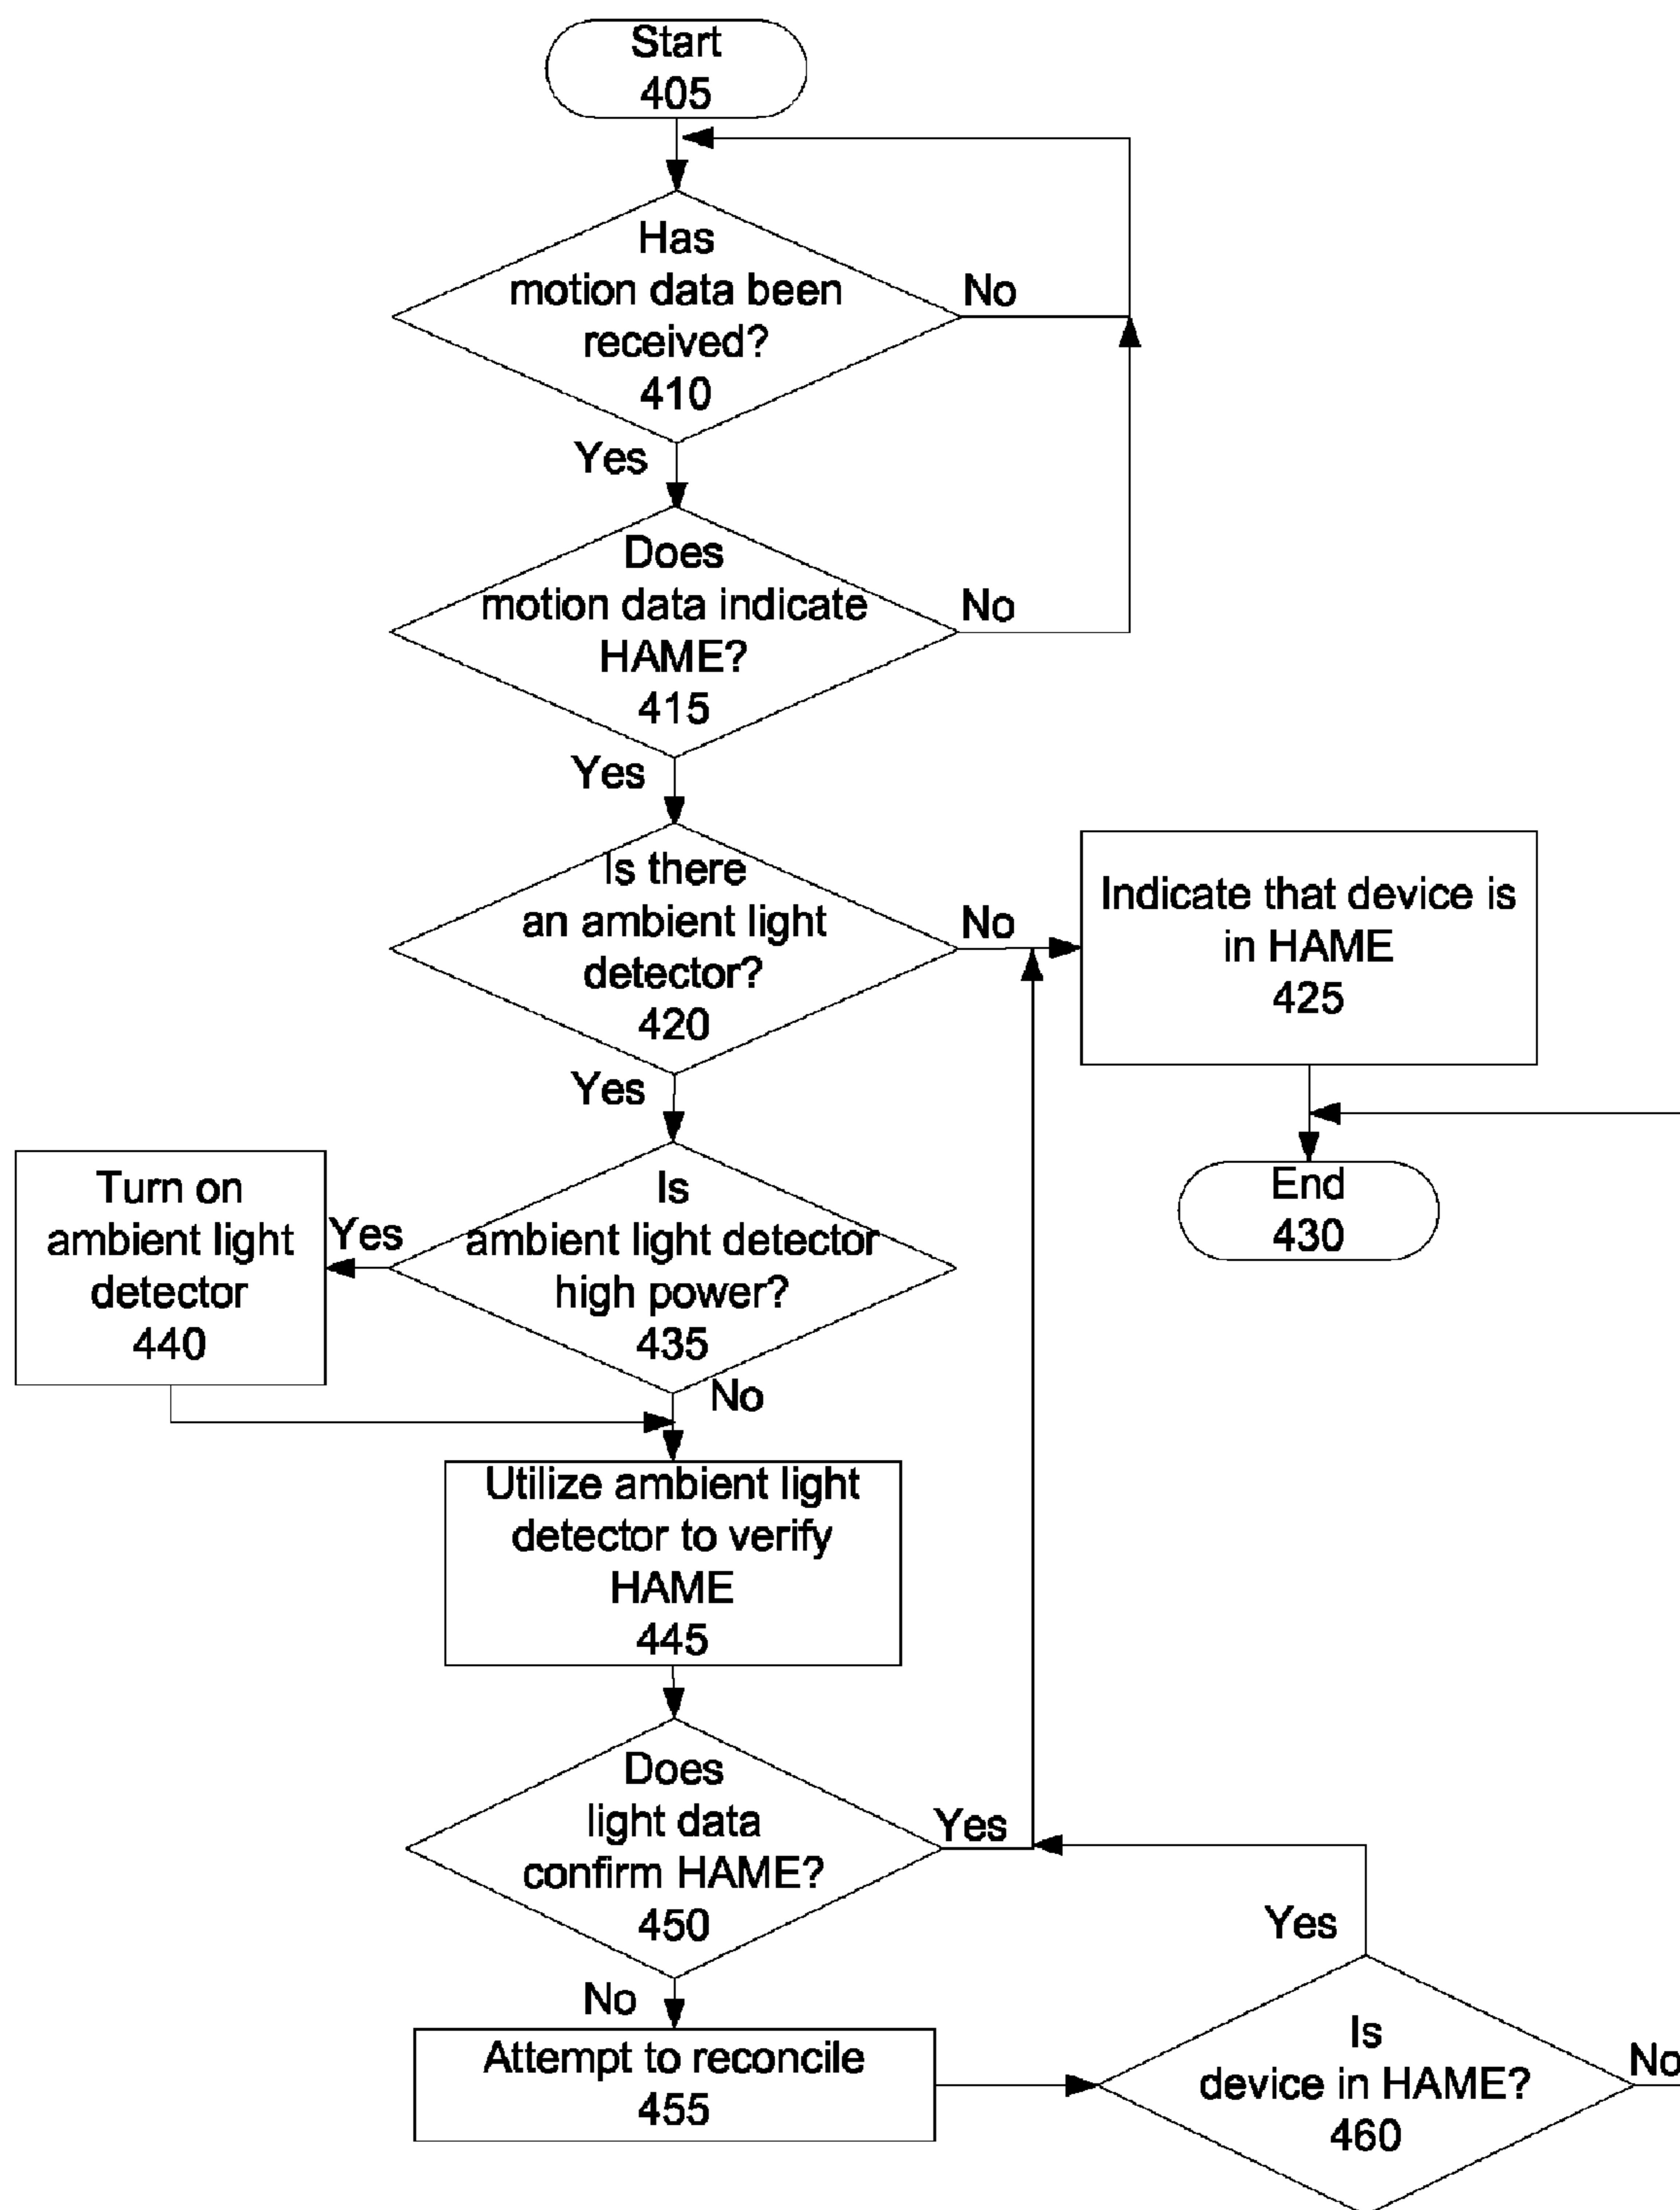 Start
405
Has
motion data been
received?
410
No
Yes
Does
motion data indicate
HAME?
415
No
Yes
Is there
an ambient light
detector?
420
No
Indicate that device is
in HAME
425
Yes
End
430
Is
ambient light detector
high power?
435
Yes
Turn on
ambient light
detector
440
No
Utilize ambient light
detector to verify
HAME
445
Does
light data
confirm HAME?
450
Yes
No
Attempt to reconcile
455
Yes
Is
device in HAME?
460
No